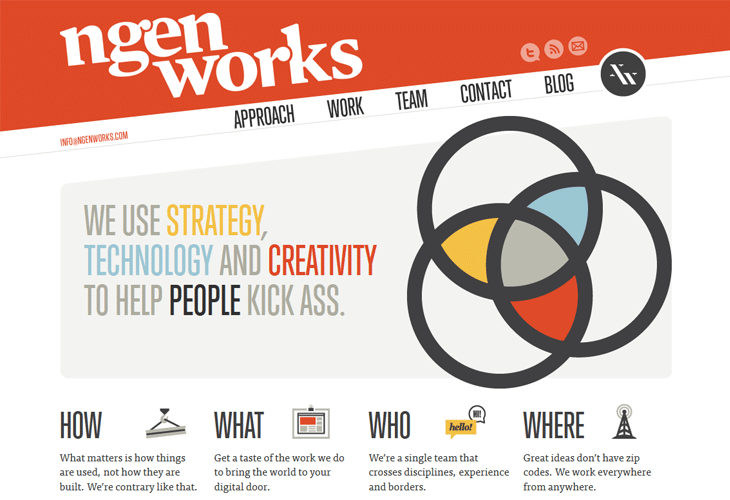 ngen
works
APPROACH WORK TEAM CONTACT BLOG
INFO@NGENWORKS.COM
WE USE STRATEGY,
TECHNOLOGY AND CREATIVITY
TO HELP PEOPLE KICK ASS.
HOW
What matters is how things
are used, not how they are
built. We're contrary like that.
WHAT
Get a taste of the work we do
to bring the world to your
digital door.
WHO
hello!
HI!
We're a single team that
crosses disciplines, experience
and borders.
WHERE
Great ideas don't have zip
codes. We work everywhere
from anywhere.